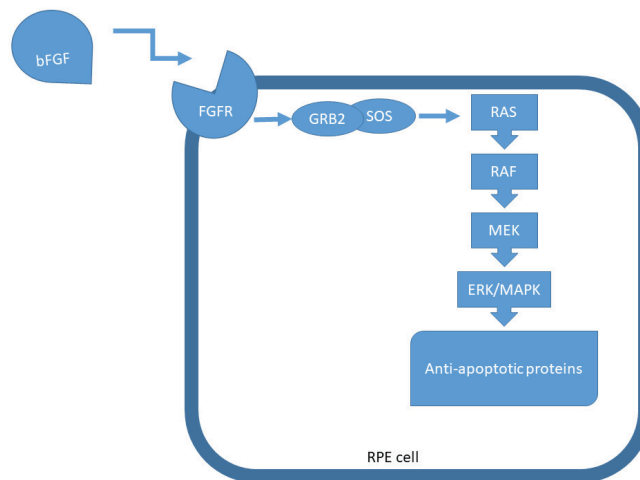 bFGF
FGFR
GRB2
SOS
RAS
RAF
MEK
ERK/MAPK
Anti-apoptotic proteins
RPE cell